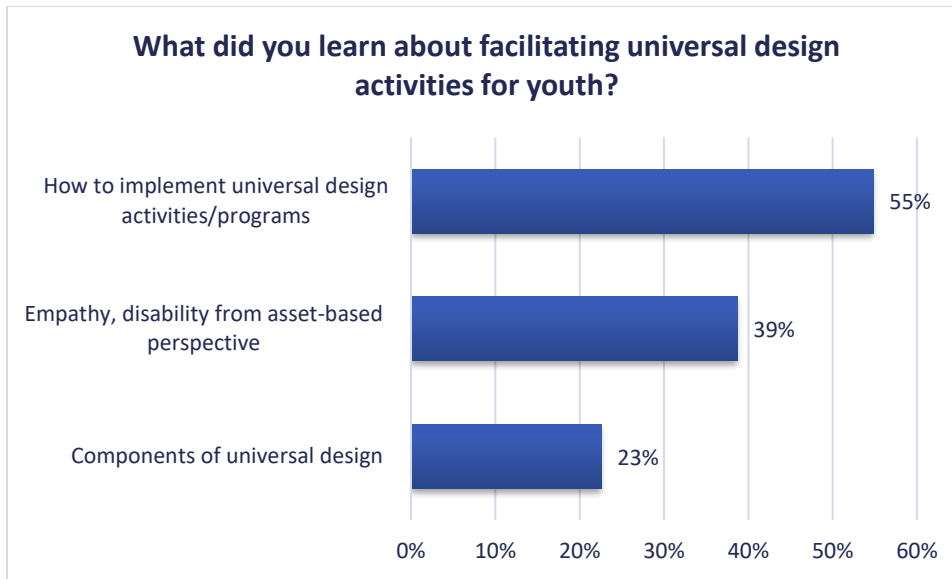 What did you learn about facilitating universal design
activities for youth?
How to implement universal design
activities/programs
55%
Empathy, disability from asset-based
perspective
39%
Components of universal design
23%
0% 10% 20% 30% 40% 50% 60%